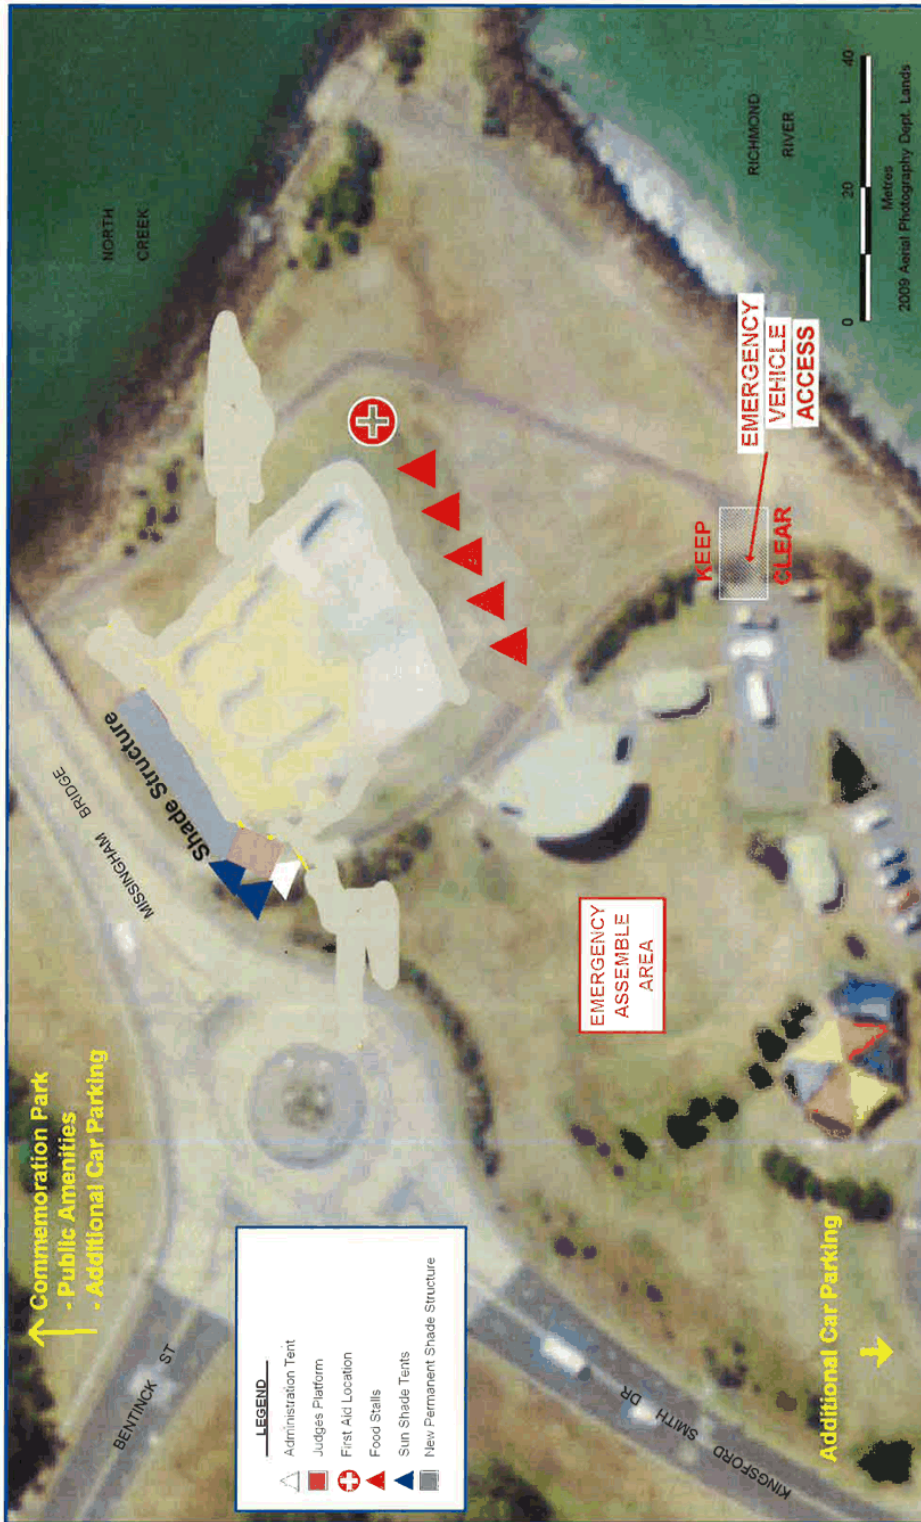 Commemoration Park
- Public Amenities
- Additional Car Parking
BENTINCK ST
MISSINGHAM BRIDGE
Shade Structure
NORTH
CREEK
LEGEND
Administration Tent
Judges Platform
First Aid Location
Food Stalls
Sun Shade Tents
New Permanent Shade Structure
EMERGENCY
ASSEMBLE
AREA
KEEP
CLEAR
EMERGENCY
VEHICLE
ACCESS
RICHMOND
RIVER
KINGSFORD SMITH DR
Additional Car Parking
0 20 40
Metres
2009 Aerial Photography Dept. Lands